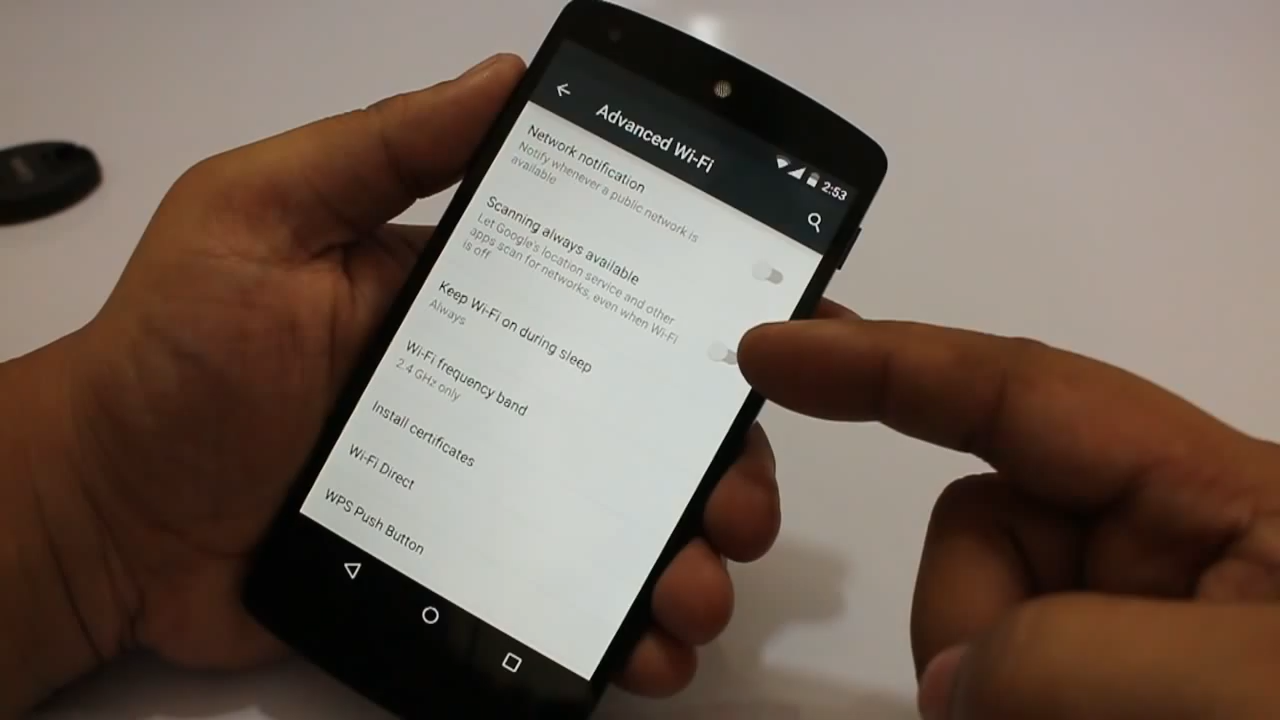 2:53
Advanced Wi-Fi
Network notification
Notify whenever a public network is
available
Scanning always available
Let Google's location service and other
apps scan for networks, even when Wi-Fi
is off
Keep Wi-Fi on during sleep
Always
Wi-Fi frequency band
2.4 GHz only
Install certificates
Wi-Fi Direct
WPS Push Button